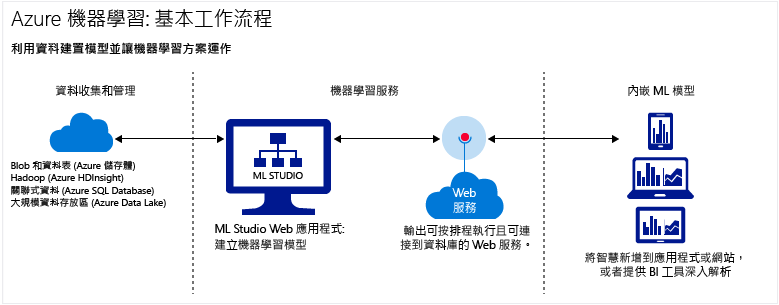 Azure 機器學習: 基本工作流程
利用資料建置模型並讓機器學習方案運作
資料收集和管理
Blob 和資料表 (Azure 儲存體)
Hadoop (Azure HDInsight)
關聯式資料 (Azure SQL Database)
大規模資料存放區 (Azure Data Lake)
機器學習服務
ML STUDIO
ML Studio Web 應用程式:
建立機器學習模型
Web
服務
輸出可按排程執行且可連
接到資料庫的 Web 服務。
內嵌 ML 模型
將智慧新增到應用程式或網站，
或者提供 BI 工具深入解析